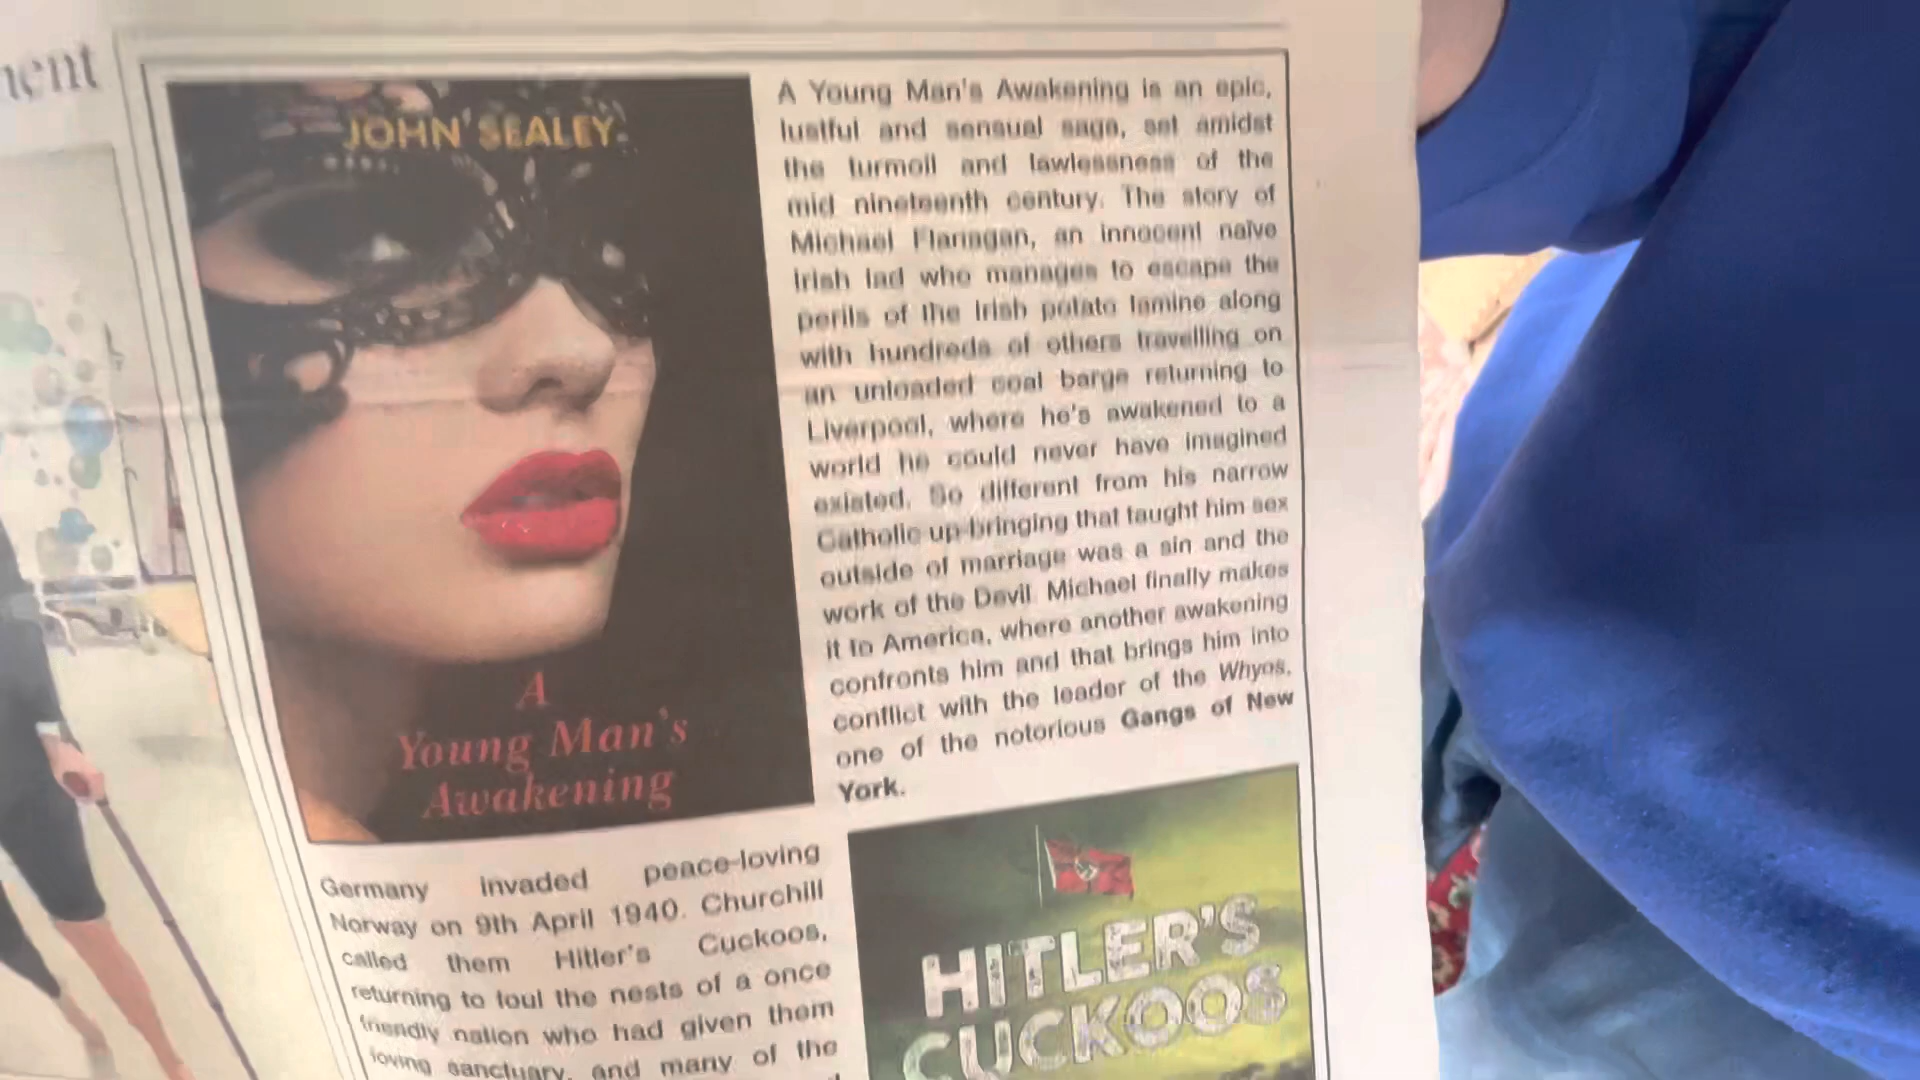 JOHN SEALEY
A
Young Man's
Awakening
A Young Man's Awakening is an epic,
lustful and sensual saga, set amidst
the turmoil and lawlessness of the
mid nineteenth century. The story of
Michael Flanagan, an innocent naïve
Irish lad who manages to escape the
perils of the Irish potato famine along
with hundreds of others travelling on
an unloaded coal barge returning to
Liverpool, where he's awakened to a
world he could never have imagined
existed. So different from his narrow
Catholic up-bringing that taught him sex
outside of marriage was a sin and the
work of the Devil. Michael finally makes
it to America, where another awakening
confronts him and that brings him into
conflict with the leader of the Whyos,
one of the notorious Gangs of New
York.
Germany invaded peace-loving
Norway on 9th April 1940. Churchill
called them Hitler's Cuckoos,
returning to foul the nests of a once
friendly nation who had given them
loving sanctuary, and many of the
HITLER'S
CUCKOOS